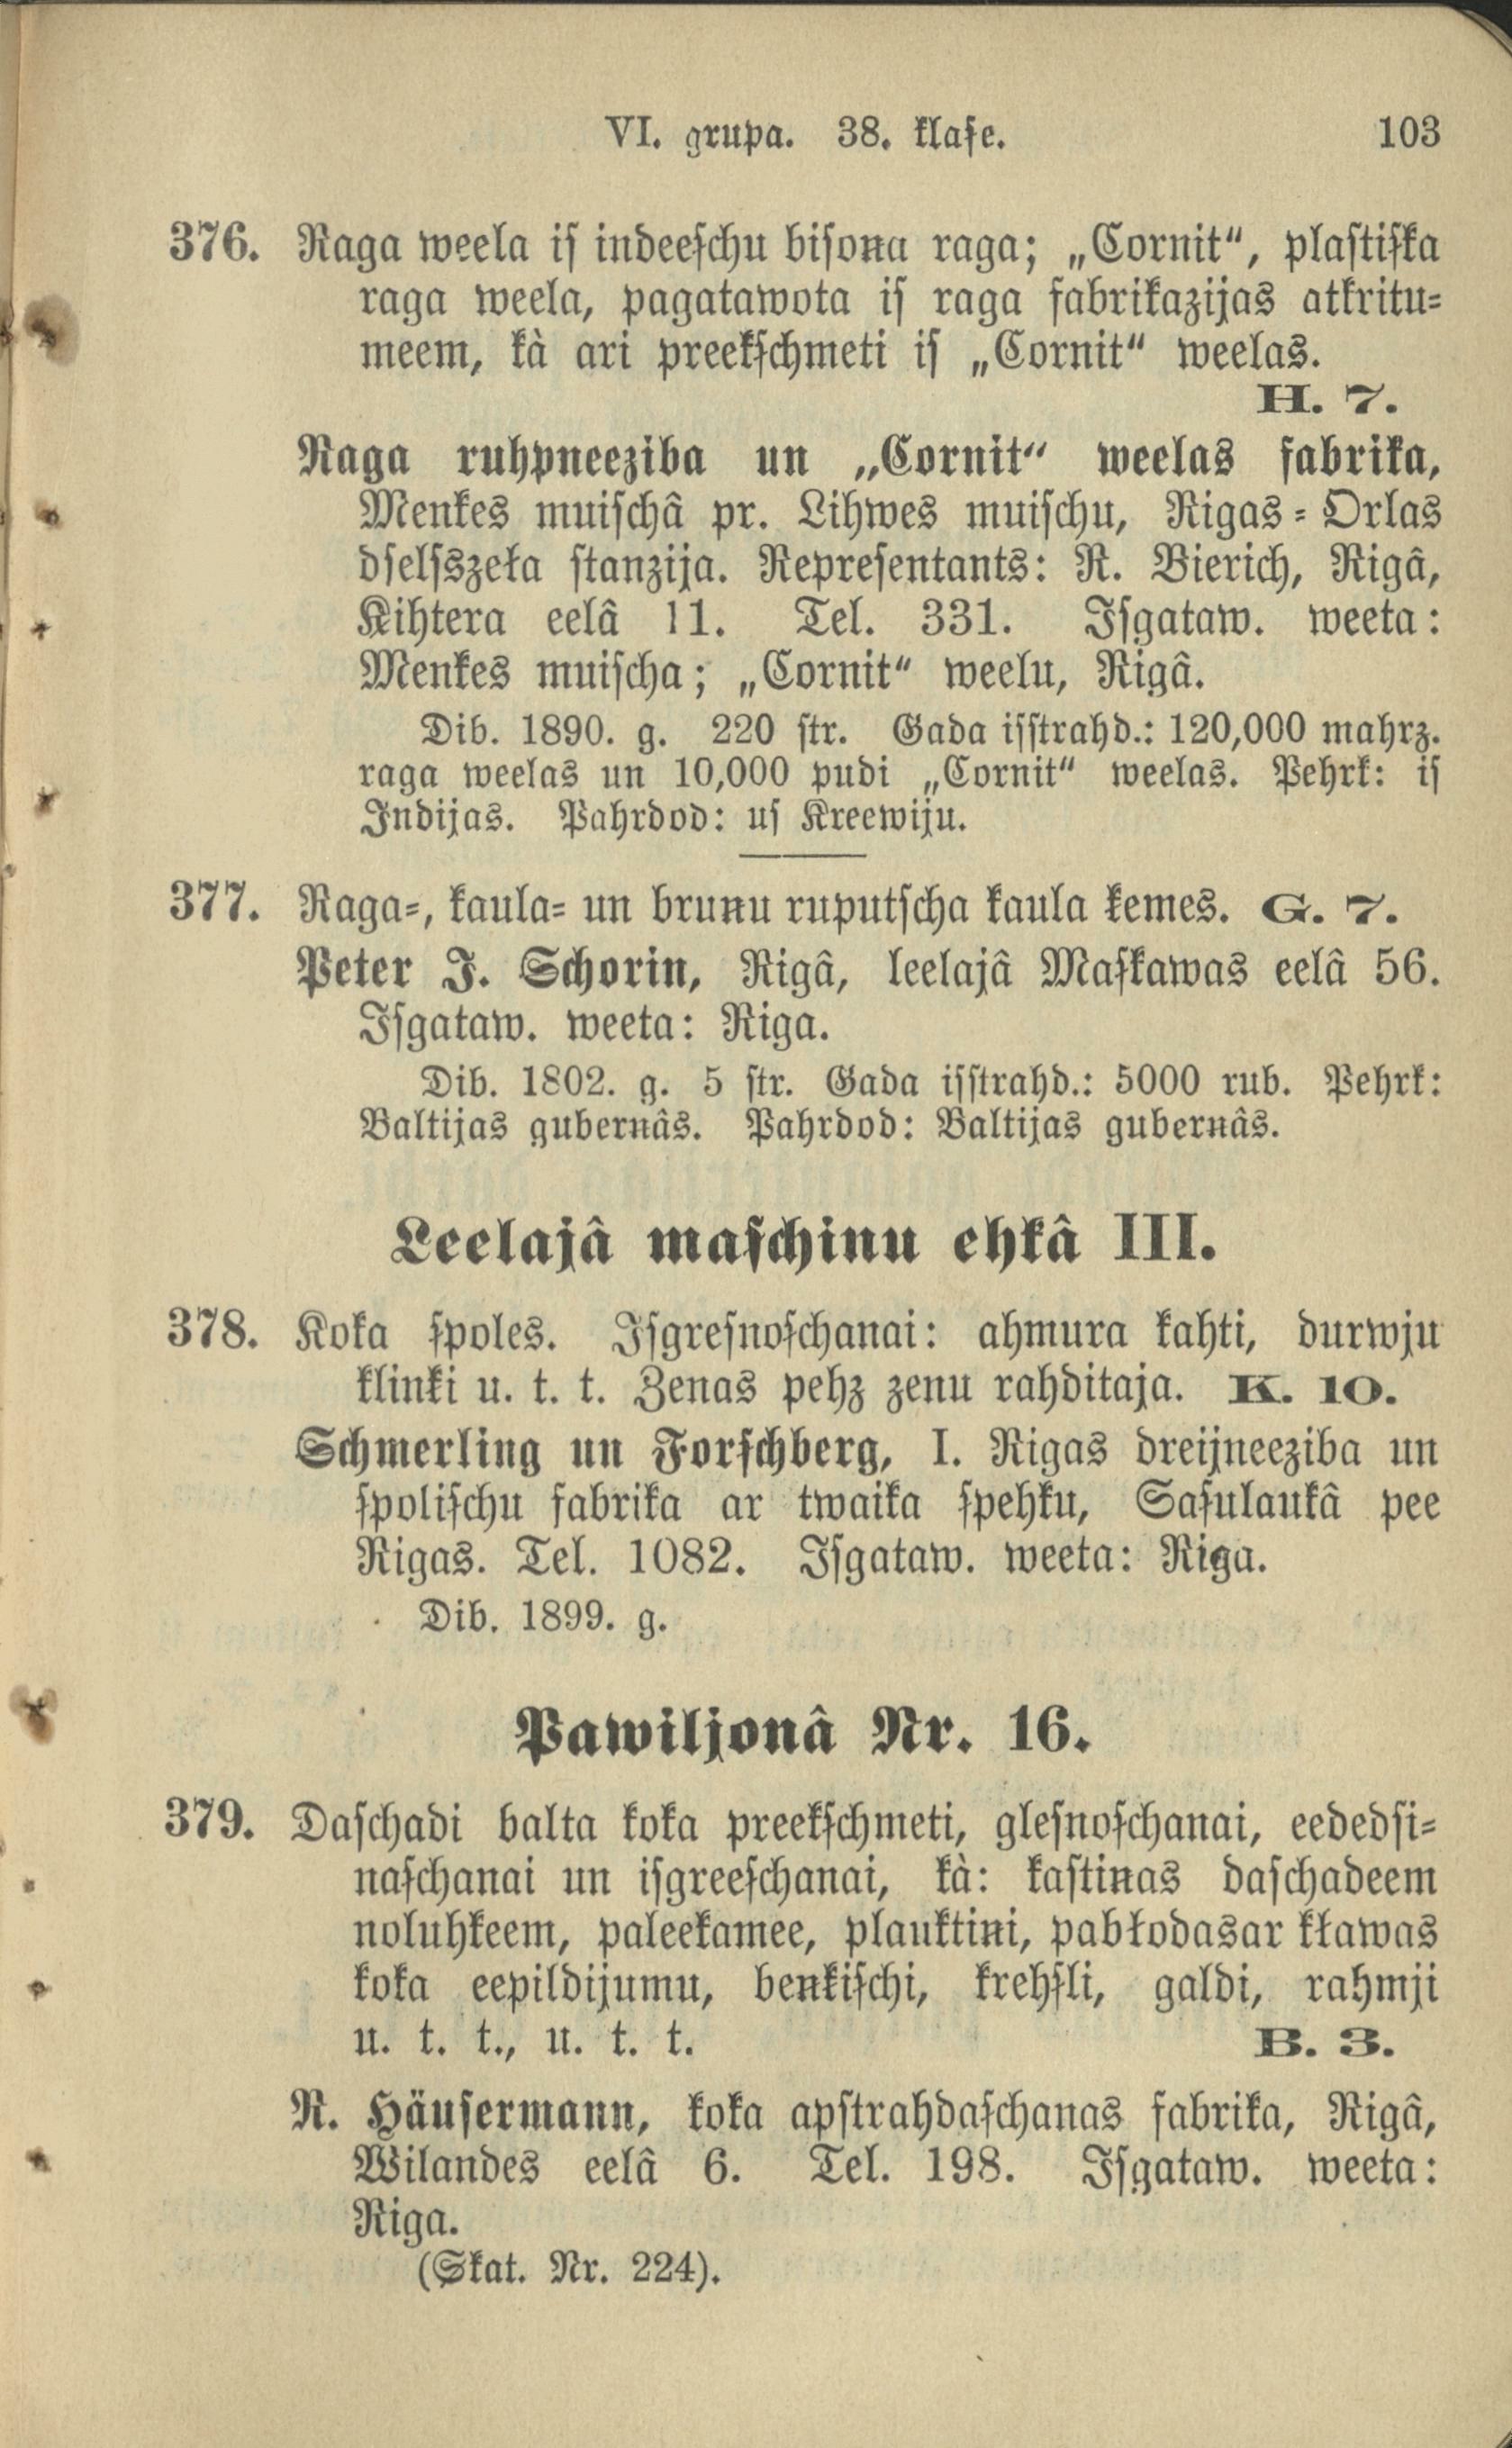 VI. grupa. 38. klaſe. 103
376. Raga weela iſ indeeſchu biſoņa raga; „Cornit“, plaſtiſka
raga weela, pagatawota iſ raga fabrikazijas atkritu=
meem, kà ari preekſchmeti iſ „Cornit“ weelas.
H. 7.
Raga ruhpneeziba un „Cornit“ weelas fabrika,
Menkes muiſchâ pr. Lihwes muiſchu, Rigas=Orlas
dſelſszeła ſtanzija. Repreſentants: R. Bierich, Rigâ,
Kihtera eelâ 11. Tel. 331. Iſgataw. weeta:
Menkes muiſcha; „Cornit“ weelu, Rigâ.
Dib. 1890. g. 220 ſtr. Gada iſſtrahd.: 120,000 mahrz.
raga weelas un 10,000 pudi „Cornit“ weelas. Pehrk: iſ
Indijas. Pahrdod: uſ Kreewiju.
377. Raga=, kaula= un bruņu ruputſcha kaula ķemes. G. 7.
Peter J. Schorin, Rigâ, leelajâ Maſkawas eelâ 56.
Iſgataw. weeta: Riga.
Dib. 1802. g. 5 ſtr. Gada iſſtrahd.: 5000 rub. Pehrk:
Baltijas guberņâs. Pahrdod: Baltijas guberņâs.
Leelajâ maſchinu ehkâ III.
378. Koka ſpoles. Iſgreſnoſchanai: ahmura kahti, durwju
klinki u. t. t. Zenas pehz zenu rahditaja. K. 10.
Schmerling un Forſchberg, I. Rigas dreijneeziba un
ſpoliſchu fabrika ar twaika ſpehku, Saſulaukâ pee
Rigas. Tel. 1082. Iſgataw. weeta: Riga.
Dib. 1899. g.
Pawiljonâ Nr. 16.
379. Daſchadi balta koka preekſchmeti, gleſnoſchanai, eededſi=
naſchanai un iſgreeſchanai, kà: kaſtiņas daſchadeem
noluhkeem, paleekamee, plauktiņi, pabłodasar kławas
koka eepildijumu, beņkiſchi, krehſli, galdi, rahmji
u. t. t., u. t. t. B. 3.
R. Häuſermann, koka apſtrahdaſchanas fabrika, Rigâ,
Wilandes eelâ 6. Tel. 198. Iſgataw. weeta:
Riga.
(Skat. Nr. 224).